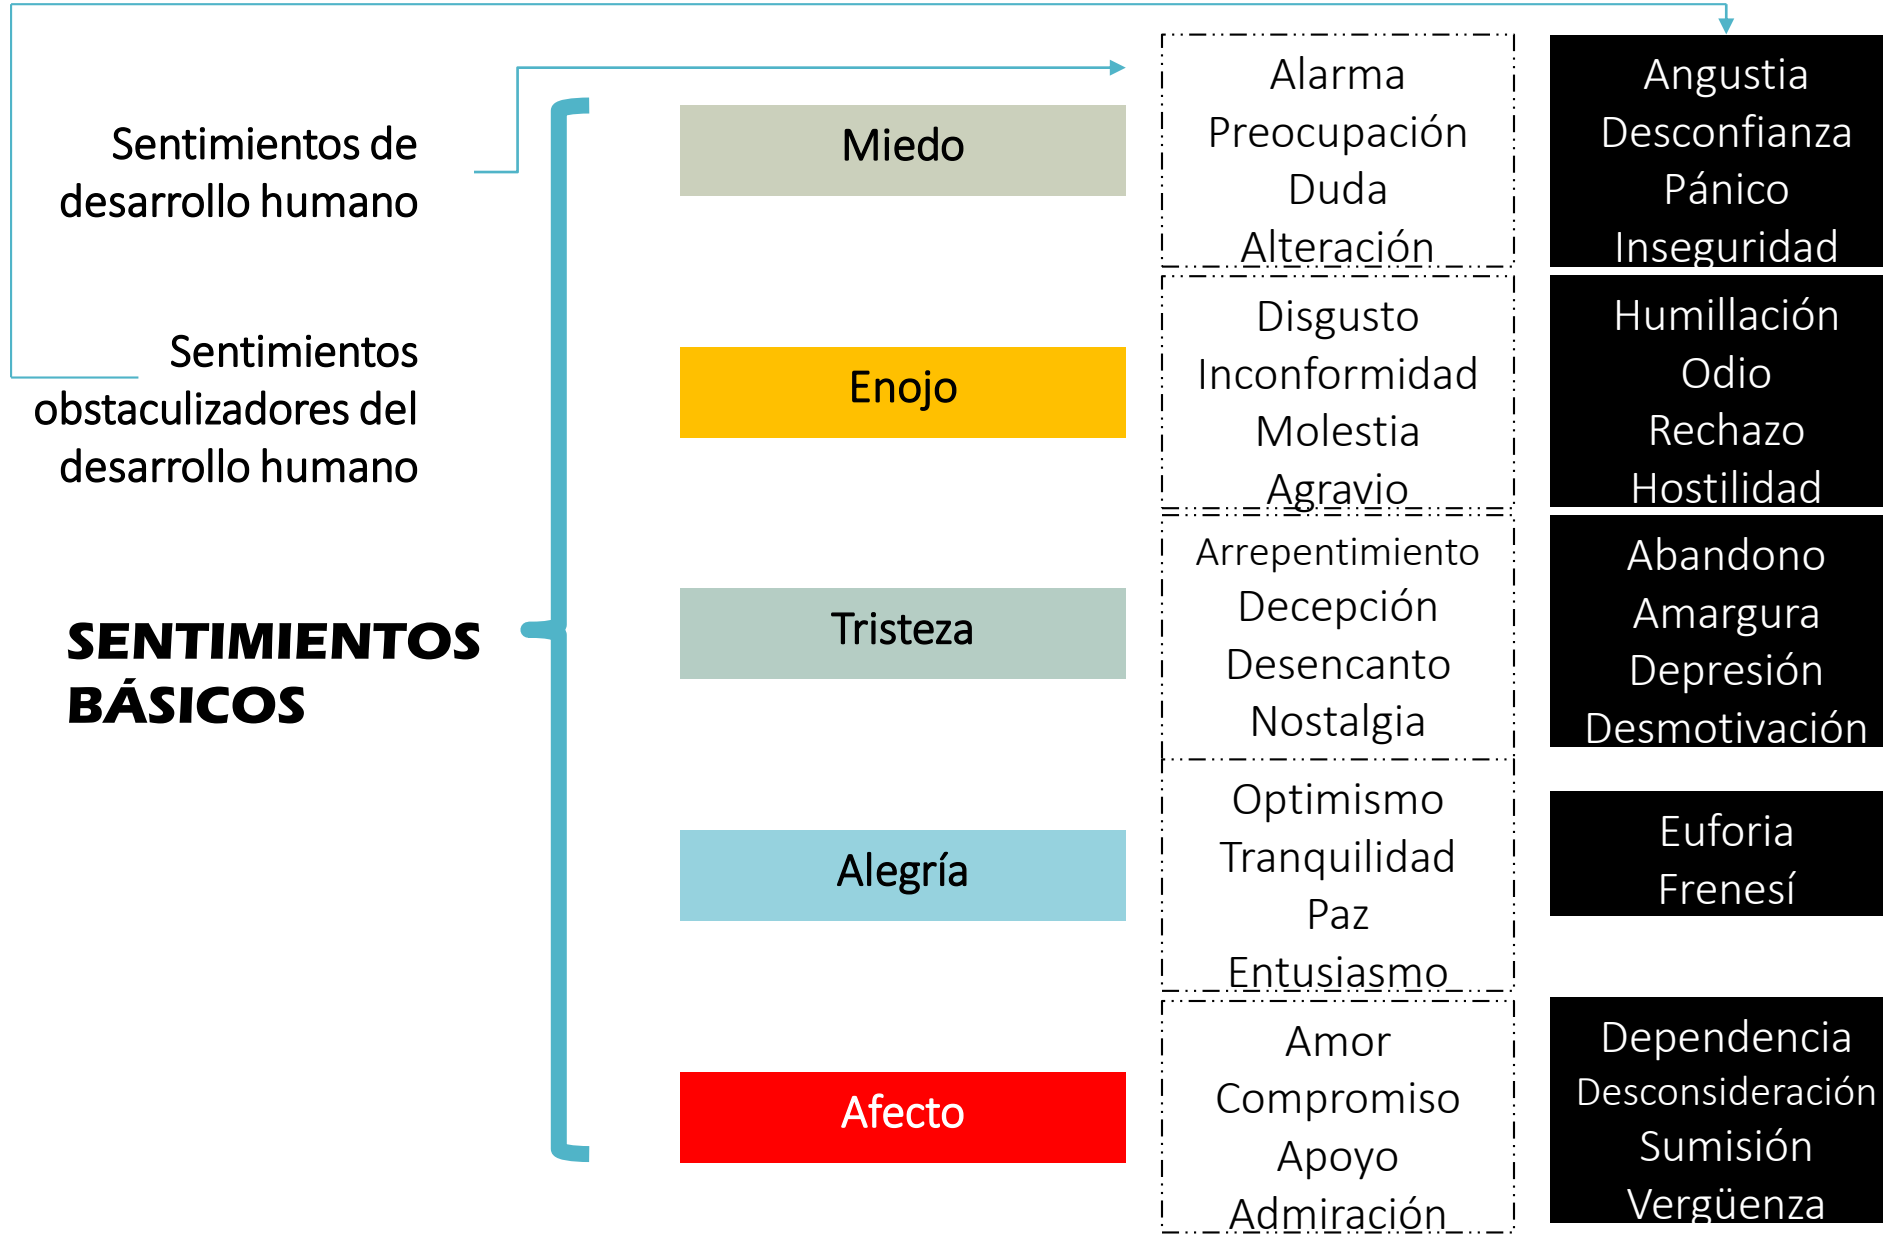 Sentimientos de
desarrollo humano
Sentimientos
obstaculizadores del
desarrollo humano
SENTIMIENTOS
BÁSICOS
Miedo
Alarma
Preocupación
Duda
Alteración
Angustia
Desconfianza
Pánico
Inseguridad
Enojo
Disgusto
Inconformidad
Molestia
Agravio
Humillación
Odio
Rechazo
Hostilidad
Tristeza
Arrepentimiento
Decepción
Desencanto
Nostalgia
Abandono
Amargura
Depresión
Desmotivación
Alegría
Optimismo
Tranquilidad
Paz
Entusiasmo
Euforia
Frenesí
Afecto
Amor
Compromiso
Apoyo
Admiración
Dependencia
Desconsideración
Sumisión
Vergüenza